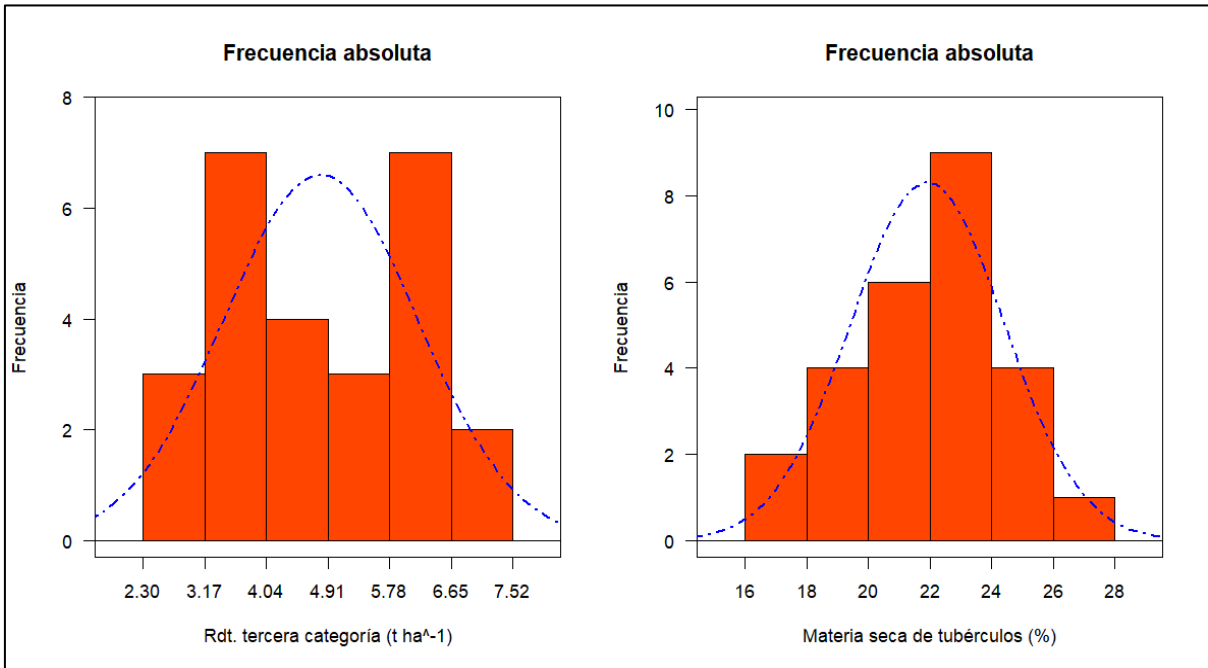 Frecuencia absoluta
8
6
4
2
0
Frecuencia
2.30 3.17 4.04 4.91 5.78 6.65 7.52
Rdt. tercera categoría (t ha^-1)
Frecuencia absoluta
10
8
6
4
2
0
Frecuencia
16 18 20 22 24 26 28
Materia seca de tubérculos (%)